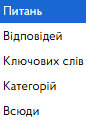 Питань
Відповідей
Ключових слів
Категорій
Всюди